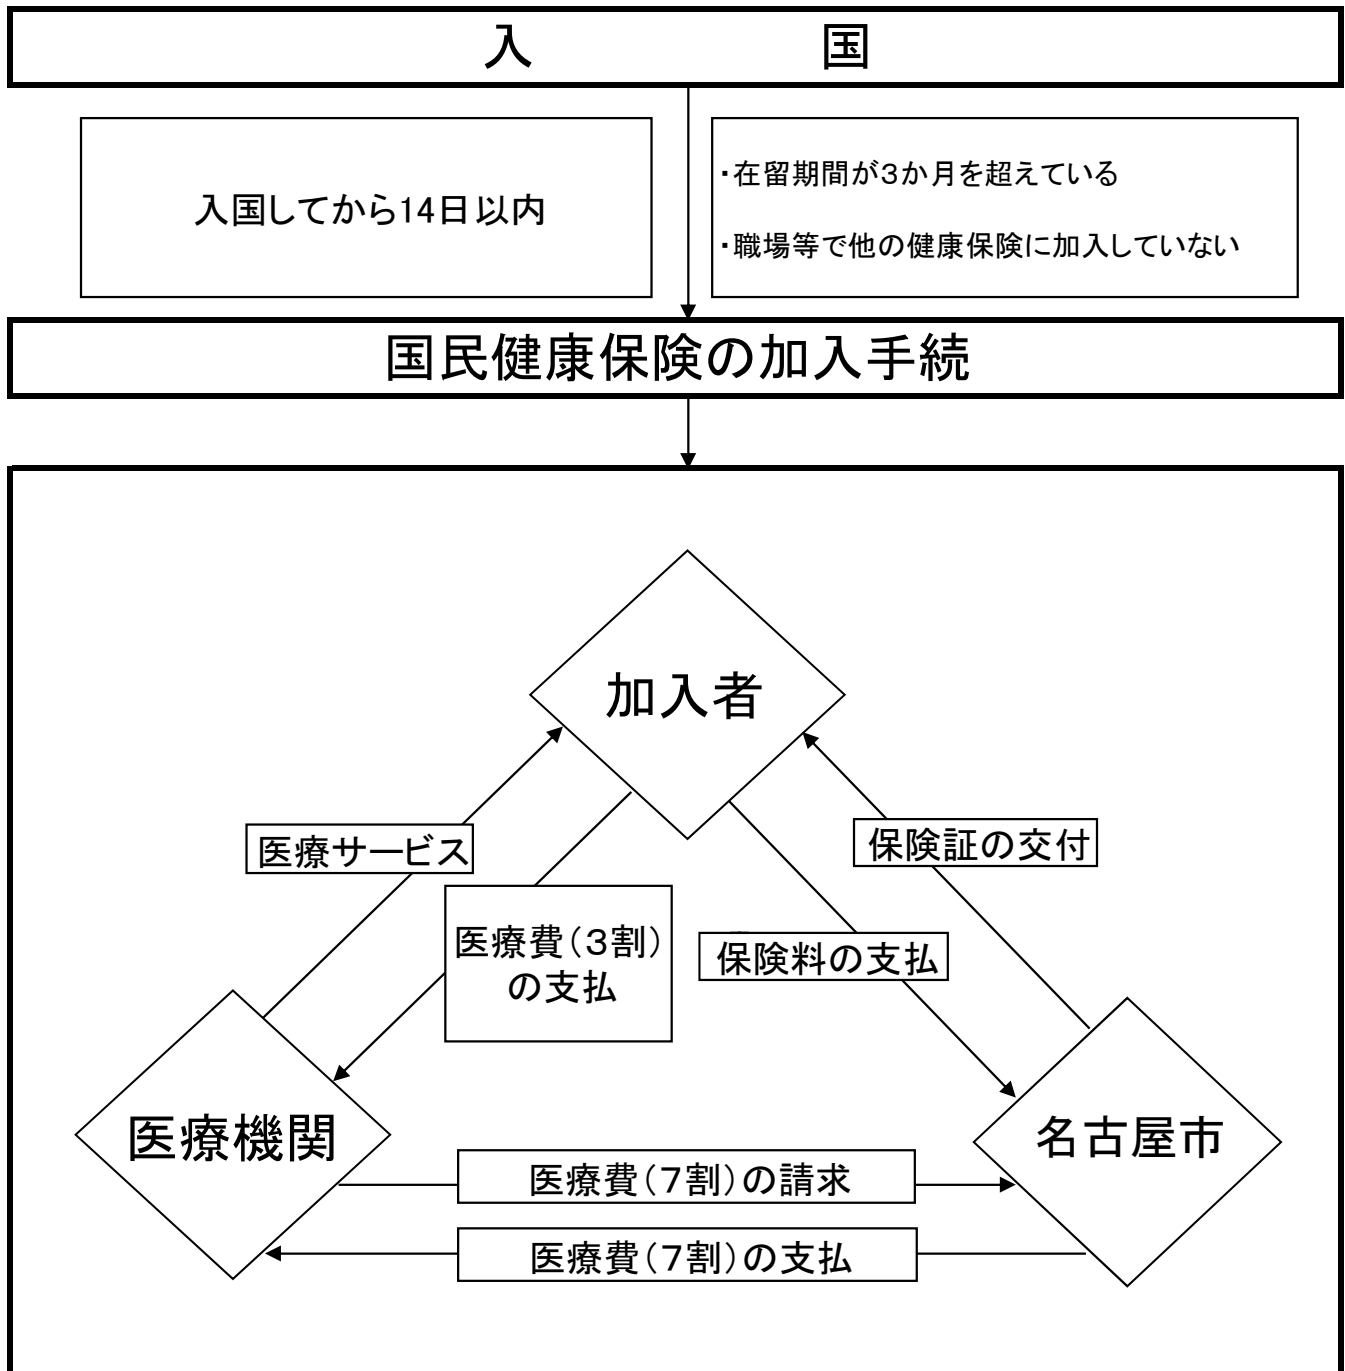 入　　　国
入国してから14日以内
・在留期間が３か月を超えている
・職場等で他の健康保険に加入していない
国民健康保険の加入手続
加入者
医療サービス
保険証の交付
医療費（３割）
の支払
保険料の支払
医療機関
名古屋市
医療費（７割）の請求
医療費（７割）の支払